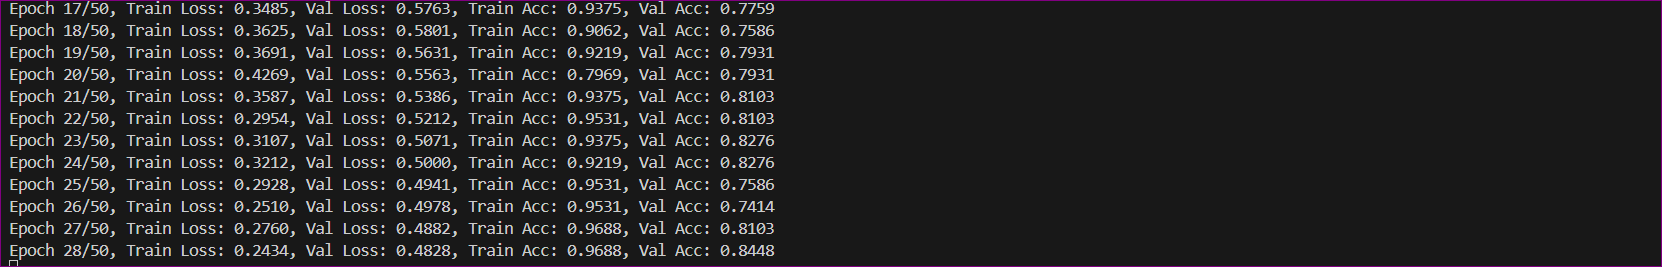 Epoch 17/50, Train Loss: 0.3485, Val Loss: 0.5763, Train Acc: 0.9375, Val Acc: 0.7759
Epoch 18/50, Train Loss: 0.3625, Val Loss: 0.5801, Train Acc: 0.9062, Val Acc: 0.7586
Epoch 19/50, Train Loss: 0.3691, Val Loss: 0.5631, Train Acc: 0.9219, Val Acc: 0.7931
Epoch 20/50, Train Loss: 0.4269, Val Loss: 0.5563, Train Acc: 0.7969, Val Acc: 0.7931
Epoch 21/50, Train Loss: 0.3587, Val Loss: 0.5386, Train Acc: 0.9375, Val Acc: 0.8103
Epoch 22/50, Train Loss: 0.2954, Val Loss: 0.5212, Train Acc: 0.9531, Val Acc: 0.8103
Epoch 23/50, Train Loss: 0.3107, Val Loss: 0.5071, Train Acc: 0.9375, Val Acc: 0.8276
Epoch 24/50, Train Loss: 0.3212, Val Loss: 0.5000, Train Acc: 0.9219, Val Acc: 0.8276
Epoch 25/50, Train Loss: 0.2928, Val Loss: 0.4941, Train Acc: 0.9531, Val Acc: 0.7586
Epoch 26/50, Train Loss: 0.2510, Val Loss: 0.4978, Train Acc: 0.9531, Val Acc: 0.7414
Epoch 27/50, Train Loss: 0.2760, Val Loss: 0.4882, Train Acc: 0.9688, Val Acc: 0.8103
Epoch 28/50, Train Loss: 0.2434, Val Loss: 0.4828, Train Acc: 0.9688, Val Acc: 0.8448